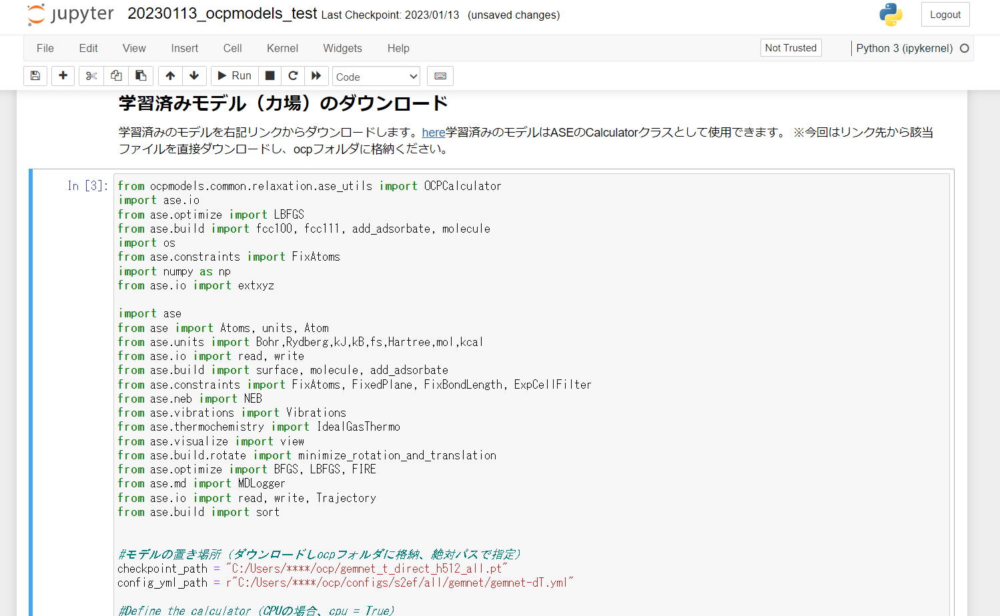 jupyter 20230113_ocpmodels_test Last Checkpoint: 2023/01/13 (unsaved changes) Logout
File Edit View Insert Cell Kernel Widgets Help Not Trusted Python 3 (ipykernel)
Run Code
学習済みモデル（力場）のダウンロード
学習済みのモデルを右記リンクからダウンロードします。here学習済みのモデルはASEのCalculatorクラスとして使用できます。 ※今回はリンク先から該当
ファイルを直接ダウンロードし、ocpフォルダに格納ください。
In [3]:
from ocpmodels.common.relaxation.ase_utils import OCPCalculator
import ase.io
from ase.optimize import LBFGS
from ase.build import fcc100, fcc111, add_adsorbate, molecule
import os
from ase.constraints import FixAtoms
import numpy as np
from ase.io import extxyz
import ase
from ase import Atoms, units, Atom
from ase.units import Bohr,Rydberg,kJ,kB,fs,Hartree,mol,kcal
from ase.io import read, write
from ase.build import surface, molecule, add_adsorbate
from ase.constraints import FixAtoms, FixedPlane, FixBondLength, ExpCellFilter
from ase.neb import NEB
from ase.vibrations import Vibrations
from ase.thermochemistry import IdealGasThermo
from ase.visualize import view
from ase.build.rotate import minimize_rotation_and_translation
from ase.optimize import BFGS, LBFGS, FIRE
from ase.md import MDLogger
from ase.io import read, write, Trajectory
from ase.build import sort
#モデルの置き場所（ダウンロードしocpフォルダに格納、絶対パスで指定）
checkpoint_path = "C:/Users/****/ocp/gemnet_t_direct_h512_all.pt"
config_yml_path = r"C:/Users/****/ocp/configs/s2ef/all/gemnet/gemnet-dT.yml"
#Define the calculator (CPUの場合、cpu = True)